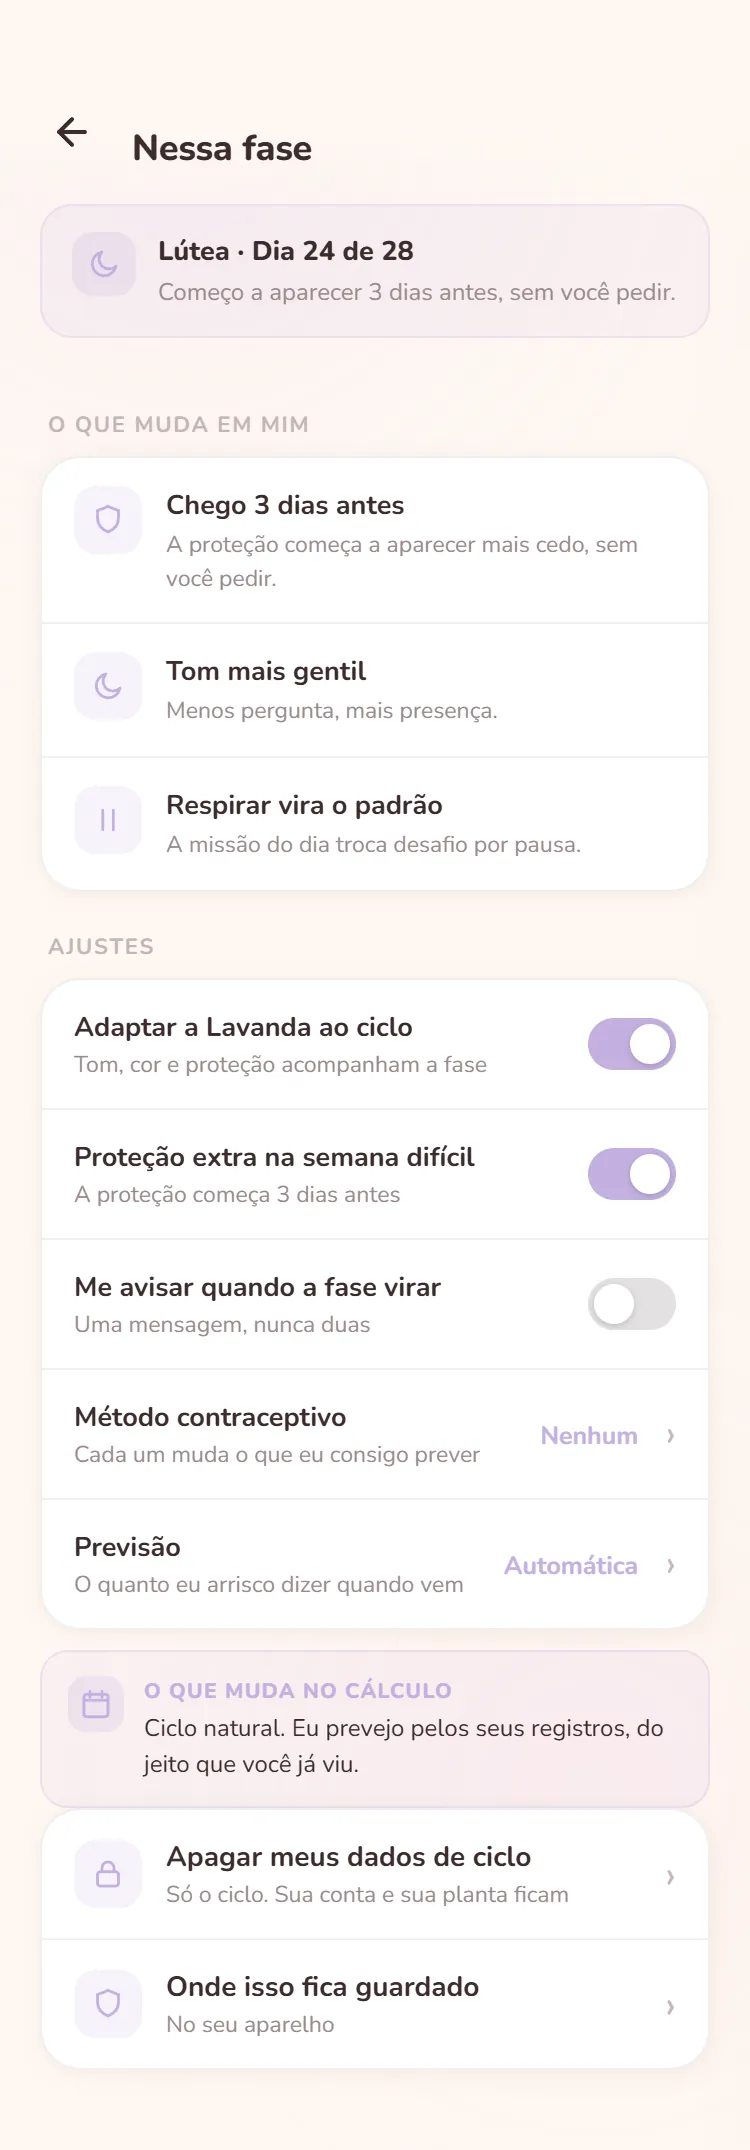 Nessa fase
Lútea · Dia 24 de 28
Começo a aparecer 3 dias antes, sem você pedir.
O QUE MUDA EM MIM
Chego 3 dias antes
A proteção começa a aparecer mais cedo, sem
você pedir.
Tom mais gentil
Menos pergunta, mais presença.
Respirar vira o padrão
A missão do dia troca desafio por pausa.
AJUSTES
Adaptar a Lavanda ao ciclo
Tom, cor e proteção acompanham a fase
Proteção extra na semana difícil
A proteção começa 3 dias antes
Me avisar quando a fase virar
Uma mensagem, nunca duas
Método contraceptivo
Cada um muda o que eu consigo prever
Nenhum
Previsão
O quanto eu arrisco dizer quando vem
Automática
O QUE MUDA NO CÁLCULO
Ciclo natural. Eu prevejo pelos seus registros, do
jeito que você já viu.
Apagar meus dados de ciclo
Só o ciclo. Sua conta e sua planta ficam
Onde isso fica guardado
No seu aparelho